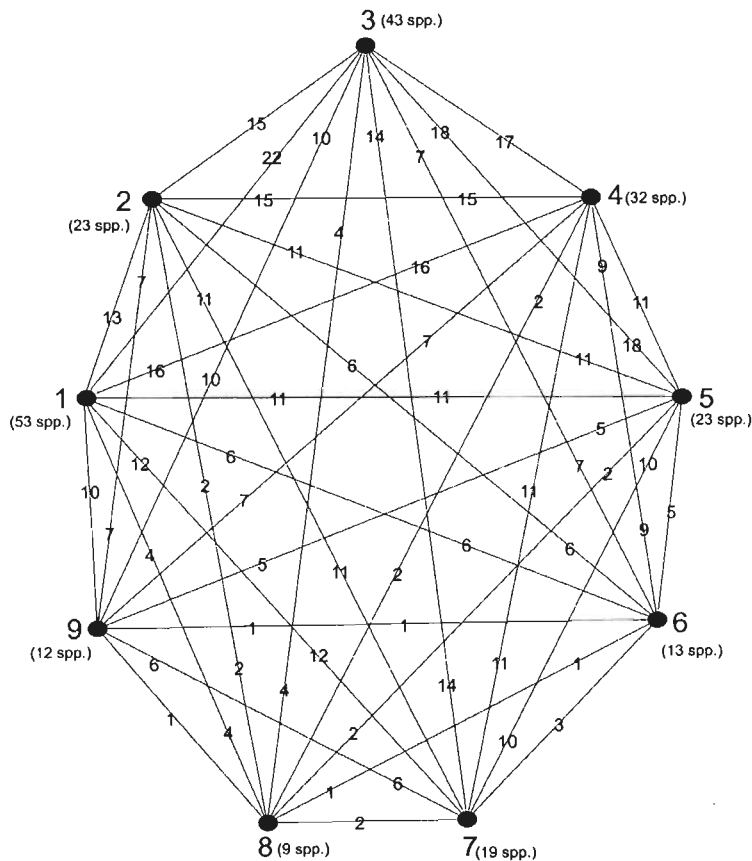 3 (43 spp.)
15 22 10 14 7 18 17
2 15 15 4 (32 spp.)
(23 spp.)
4 11 16 9
7 11 2 11
13 7 18
16 10 6 11
1 11 11 5
(53 spp.) 5 (23 spp.)
12 6 7 2 10
10 2 7 11 5
7 4 5 11 2 6 6 9
9 1 1 6
(12 spp.) (13 spp.)
6 2 4 12 14 11 1
1 4 2 10 3
1 6
2
8 (9 spp.) 7 (19 spp.)